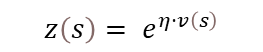 z(s) = e^{η·v(s)}